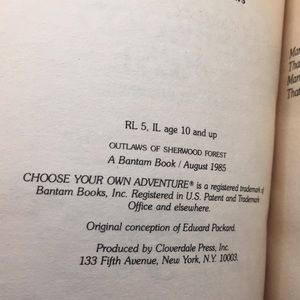 RL 5, IL age 10 and up
OUTLAWS OF SHERWOOD FOREST
A Bantam Book / August 1985
CHOOSE YOUR OWN ADVENTURE® is a registered trademark of
Bantam Books, Inc. Registered in U.S. Patent and Trademark
Office and elsewhere.
Original conception of Edward Packard.
Produced by Cloverdale Press, Inc.
133 Fifth Avenue, New York, N.Y. 10003.